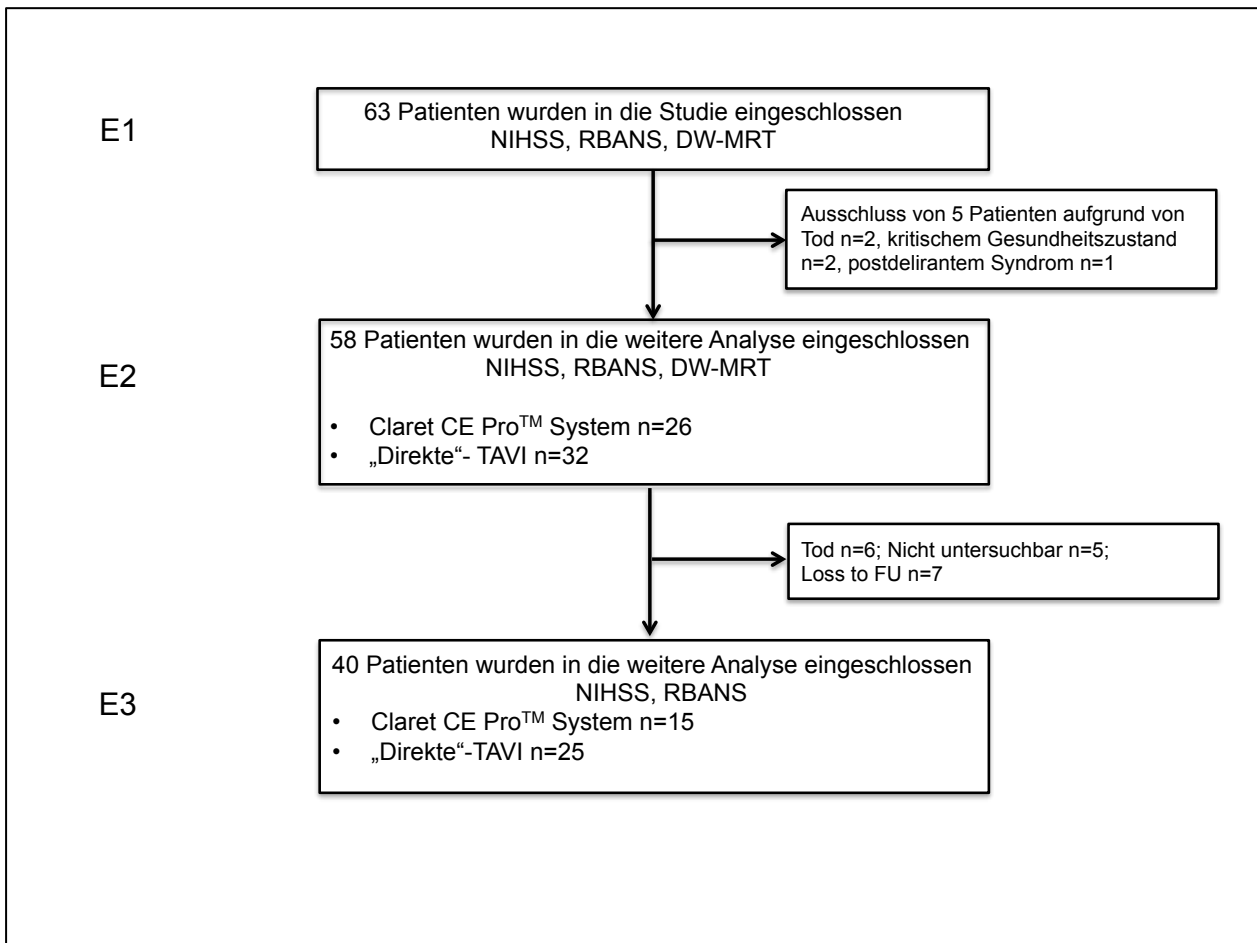 E1
63 Patienten wurden in die Studie eingeschlossen
NIHSS, RBANS, DW-MRT
Ausschluss von 5 Patienten aufgrund von
Tod n=2, kritischem Gesundheitszustand
n=2, postdelirantem Syndrom n=1
E2
58 Patienten wurden in die weitere Analyse eingeschlossen
NIHSS, RBANS, DW-MRT
• Claret CE Pro™ System n=26
• „Direkte“- TAVI n=32
Tod n=6; Nicht untersuchbar n=5;
Loss to FU n=7
E3
40 Patienten wurden in die weitere Analyse eingeschlossen
NIHSS, RBANS
• Claret CE Pro™ System n=15
• „Direkte“-TAVI n=25